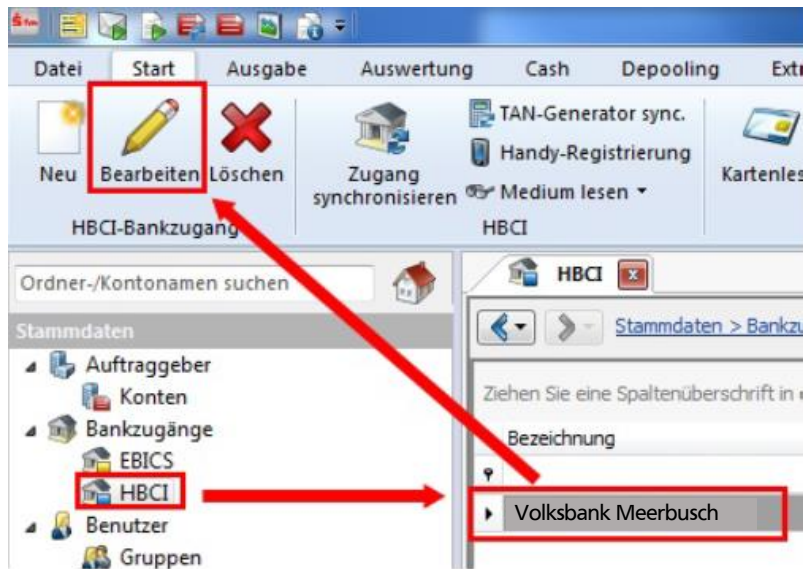 Datei Start Ausgabe Auswertung Cash Depooling Extr
Neu Bearbeiten Löschen
Zugang synchronisieren
TAN-Generator sync.
Handy-Registrierung
Medium lesen
Kartenles
HBCI-Bankzugang
HBCI
Ordner-/Kontonamen suchen
Stammdaten
Auftraggeber
Konten
Bankzugänge
EBICS
HBCI
Benutzer
Gruppen
HBCI
Stammdaten > Bankzu
Ziehen Sie eine Spaltenüberschrift in
Bezeichnung
Volksbank Meerbusch